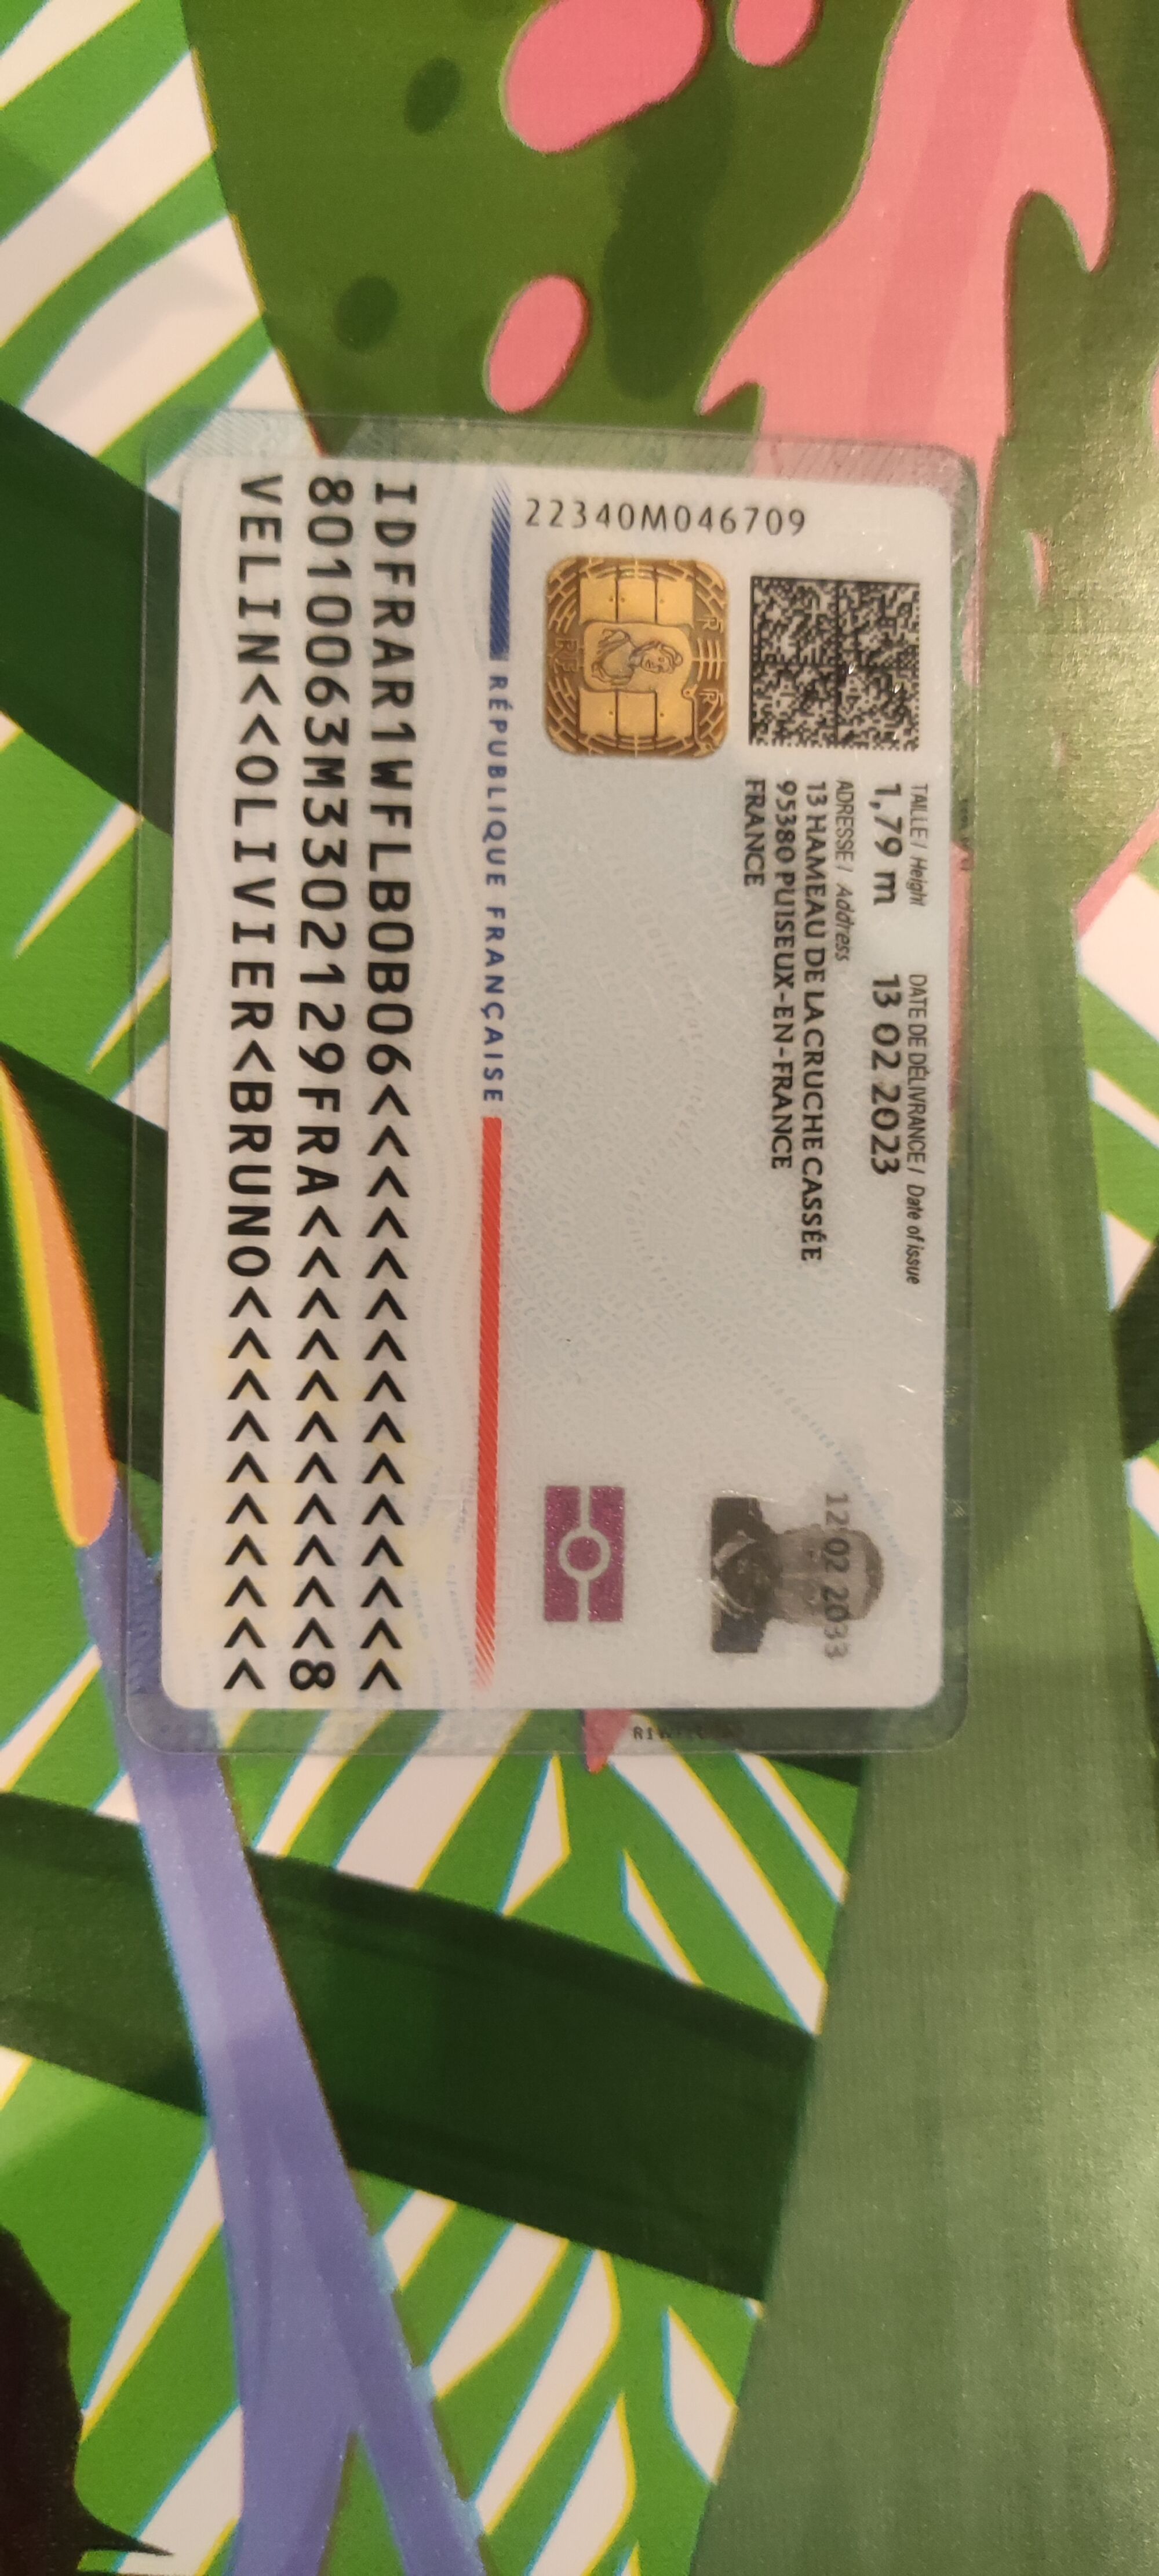 TAILLE / Height DATE DE DÉLIVRANCE / Date of issue
1,79 m 13 02 2023
ADRESSE / Address
13 HAMEAU DE LA CRUCHE CASSÉE
95380 PUISEUX-EN-FRANCE
FRANCE
12 02 2033
22340M046709
RÉPUBLIQUE FRANÇAISE
IDFRAR1WFLB0B06<<<<<<<<<<<<<<<
8010063M3302129FRA<<<<<<<<<<<8
VELIN<<OLIVIER<BRUNO<<<<<<<<<<